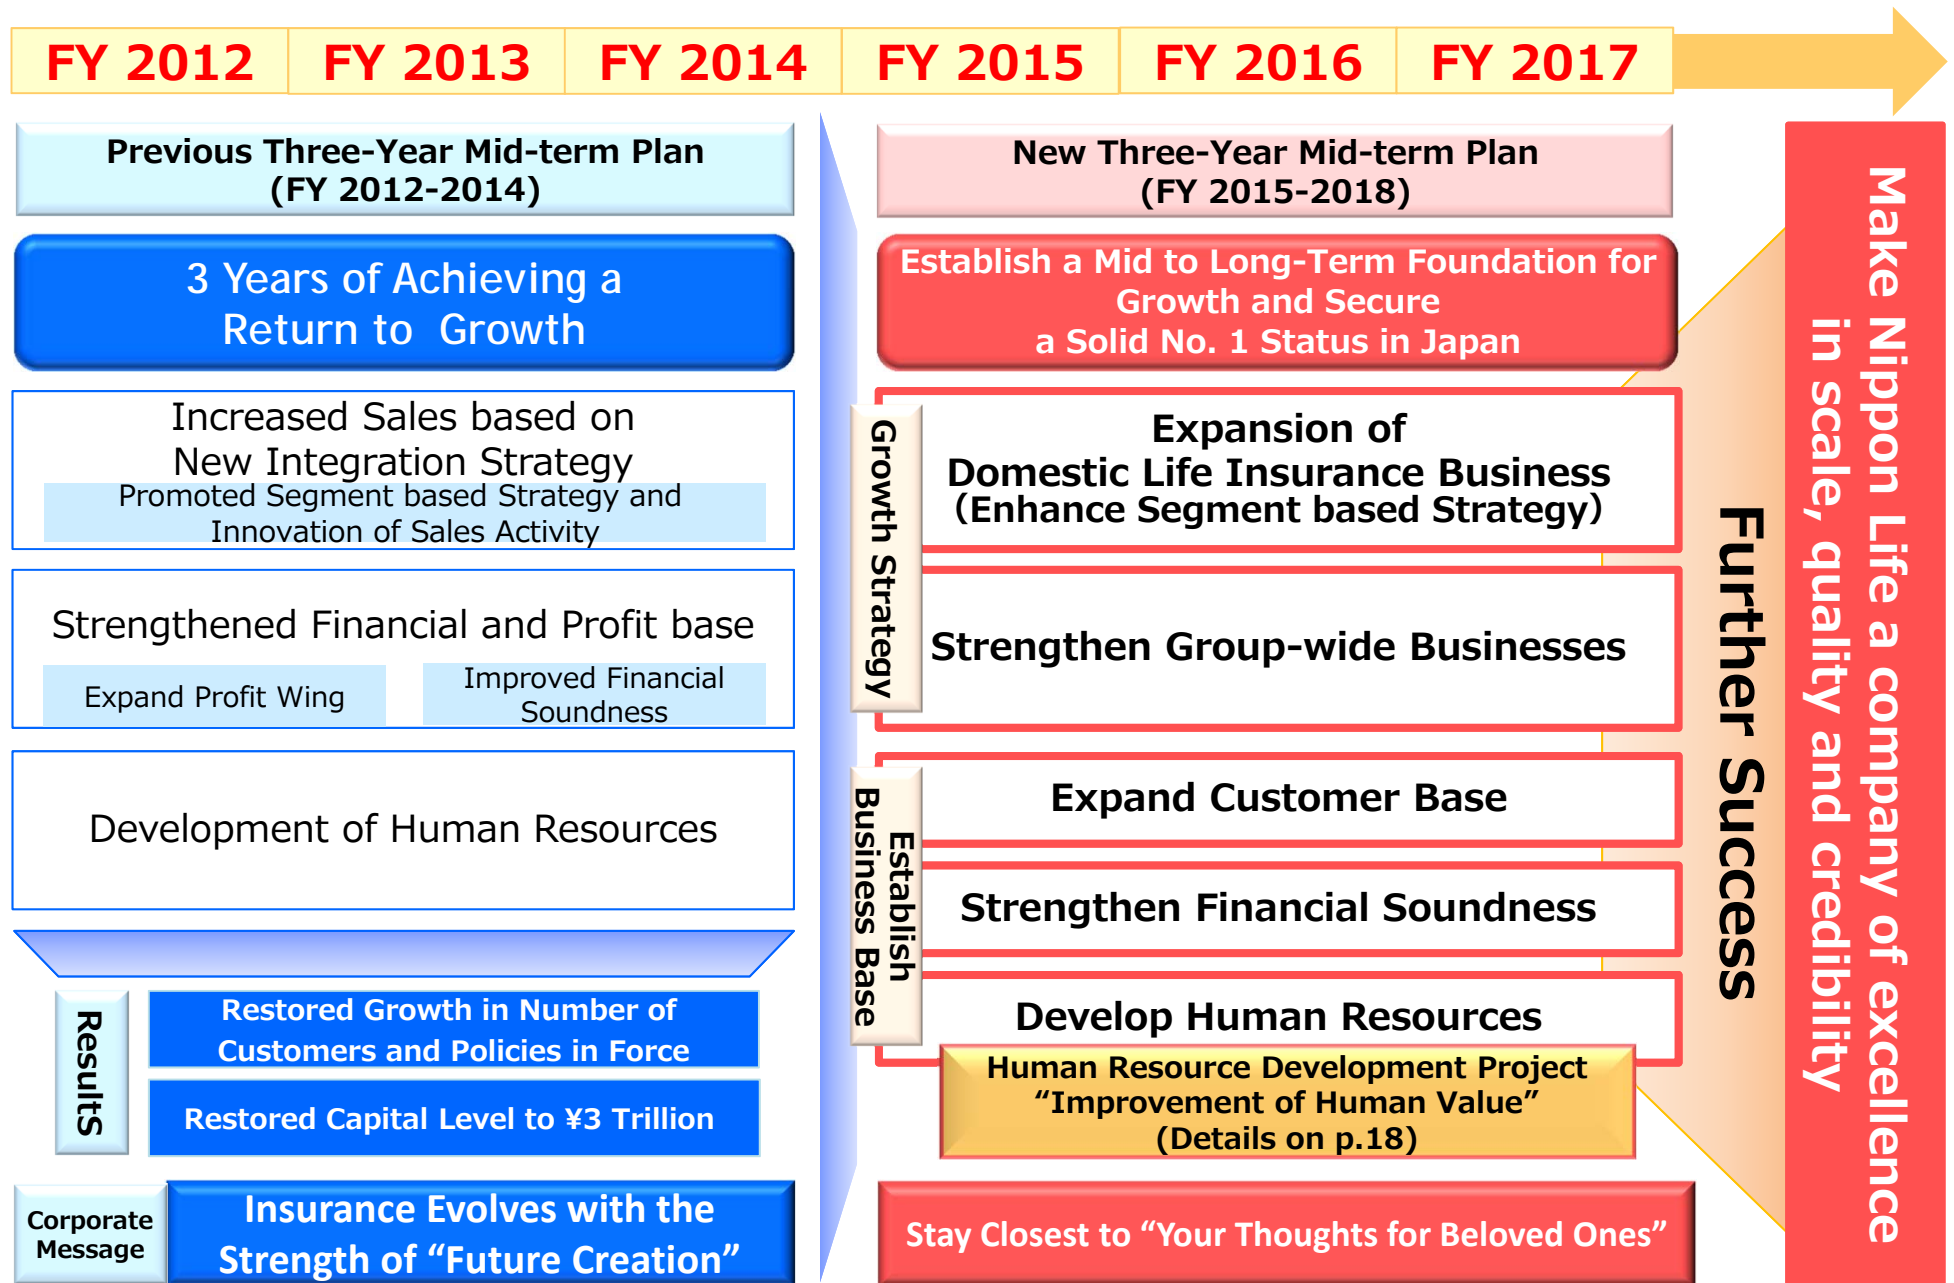 FY 2012
FY 2013
FY 2014
FY 2015
FY 2016
FY 2017
Previous Three-Year Mid-term Plan
(FY 2012-2014)
3 Years of Achieving a
Return to Growth
Increased Sales based on
New Integration Strategy
Promoted Segment based Strategy and
Innovation of Sales Activity
Strengthened Financial and Profit base
Expand Profit Wing
Improved Financial
Soundness
Development of Human Resources
Results
Restored Growth in Number of
Customers and Policies in Force
Restored Capital Level to ¥3 Trillion
Corporate
Message
Insurance Evolves with the
Strength of “Future Creation”
New Three-Year Mid-term Plan
(FY 2015-2018)
Establish a Mid to Long-Term Foundation for
Growth and Secure
a Solid No. 1 Status in Japan
Growth Strategy
Expansion of
Domestic Life Insurance Business
(Enhance Segment based Strategy)
Strengthen Group-wide Businesses
Establish
Business Base
Expand Customer Base
Strengthen Financial Soundness
Develop Human Resources
Human Resource Development Project
“Improvement of Human Value”
(Details on p.18)
Stay Closest to “Your Thoughts for Beloved Ones”
Further Success
Make Nippon Life a company of excellence
in scale, quality and credibility